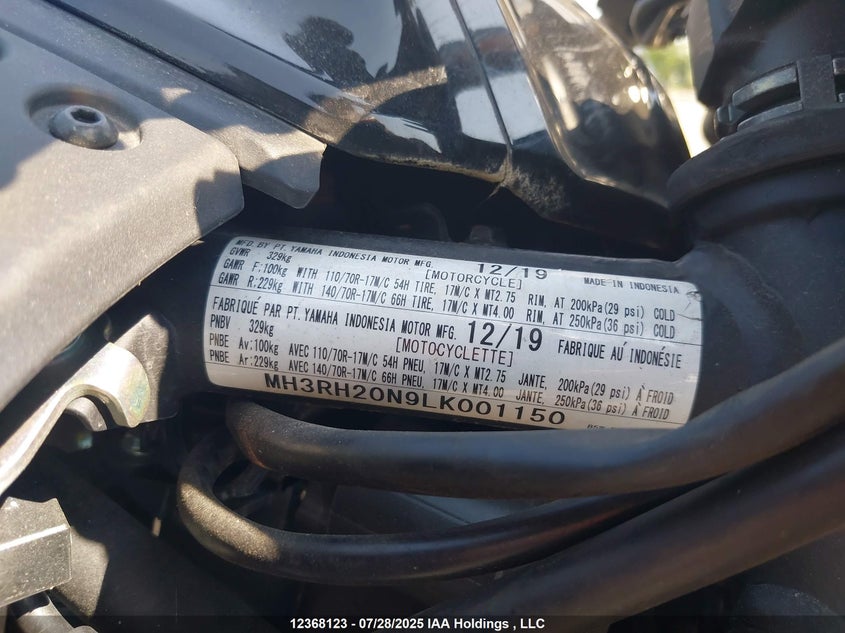 MFD. BY PT. YAMAHA INDONESIA MOTOR MFG. 12/19 MADE IN INDONESIA
GVWR 329kg [MOTORCYCLE]
GAWR F:100kg WITH 110/70R-17M/C 54H TIRE, 17M/C X MT2.75 RIM, AT 200kPa(29 psi) COLD
GAWR R:229kg WITH 140/70R-17M/C 66H TIRE, 17M/C X MT4.00 RIM, AT 250kPa(36 psi) COLD
FABRIQUÉ PAR PT. YAMAHA INDONESIA MOTOR MFG. 12/19 FABRIQUE AU INDONÉSIE
PNBV 329kg [MOTOCYCLETTE]
PNBE Av:100kg AVEC 110/70R-17M/C 54H PNEU, 17M/C X MT2.75 JANTE, 200kPa(29 psi) À FROID
PNBE Ar:229kg AVEC 140/70R-17M/C 66H PNEU, 17M/C X MT4.00 JANTE, 250kPa(36 psi) À FROID
MH3RH20N9LK001150
12368123 - 07/28/2025 IAA Holdings , LLC